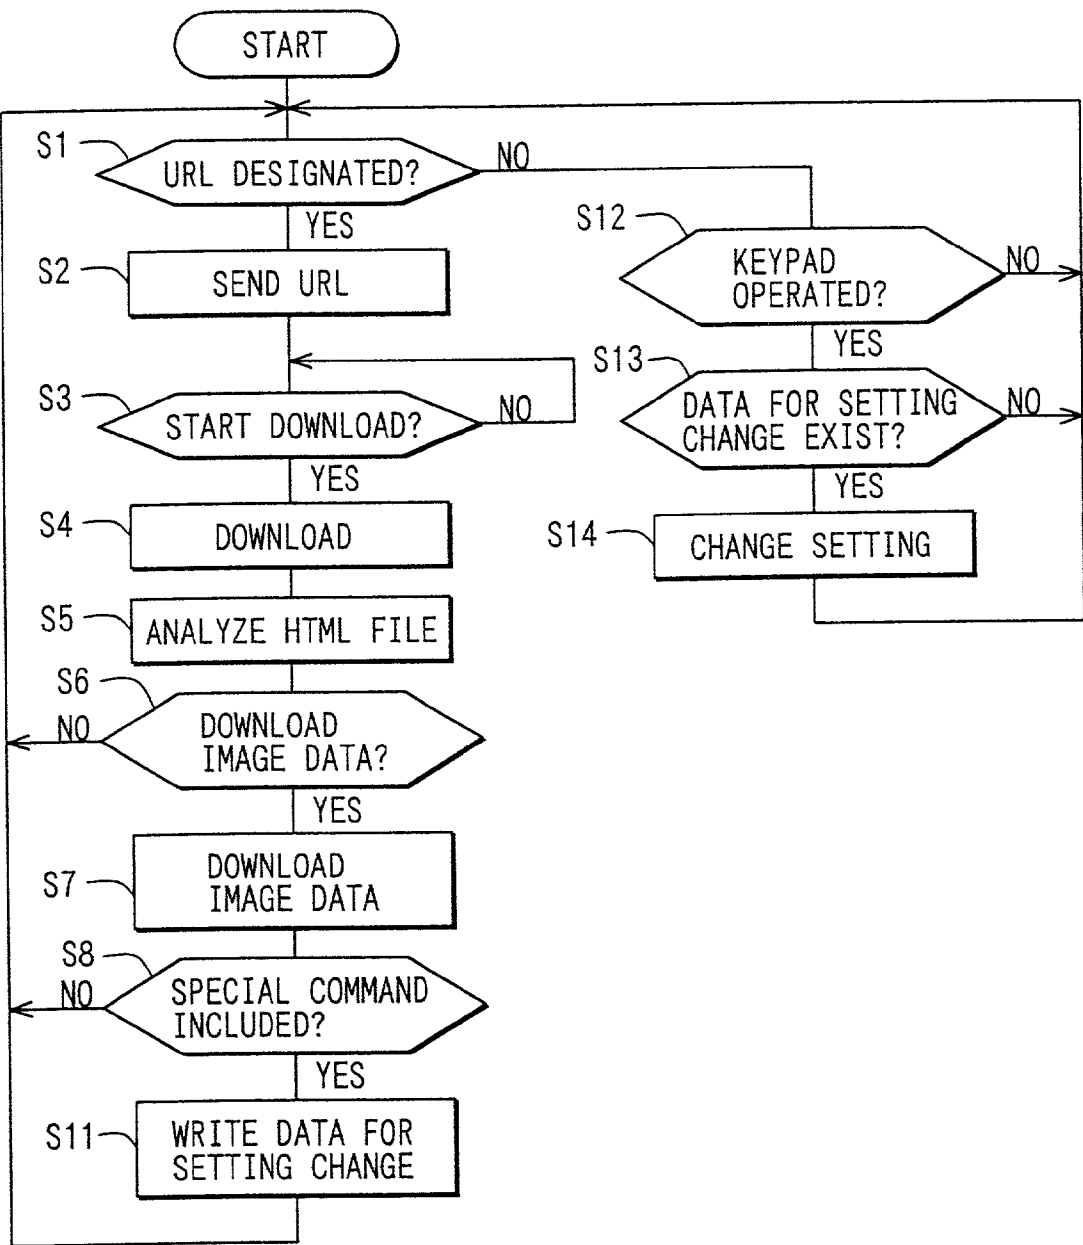 START
S1
URL DESIGNATED?
NO
YES
S2
SEND URL
S3
START DOWNLOAD?
NO
YES
S4
DOWNLOAD
S5
ANALYZE HTML FILE
S6
NO
DOWNLOAD
IMAGE DATA?
YES
S7
DOWNLOAD
IMAGE DATA
S8
NO
SPECIAL COMMAND
INCLUDED?
YES
S11
WRITE DATA FOR
SETTING CHANGE
S12
KEYPAD
OPERATED?
NO
YES
S13
DATA FOR SETTING
CHANGE EXIST?
NO
YES
S14
CHANGE SETTING